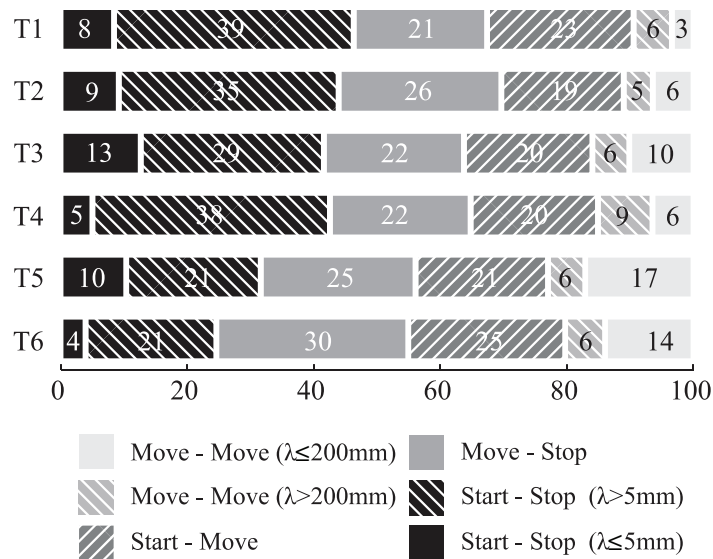 T1 8 39 21 23 6 3
T2 9 35 26 19 5 6
T3 13 29 22 20 6 10
T4 5 38 22 20 9 6
T5 10 21 25 21 6 17
T6 4 21 30 25 6 14
0 20 40 60 80 100
Move - Move (λ≤200mm) Move - Stop
Move - Move (λ>200mm) Start - Stop (λ>5mm)
Start - Move Start - Stop (λ≤5mm)